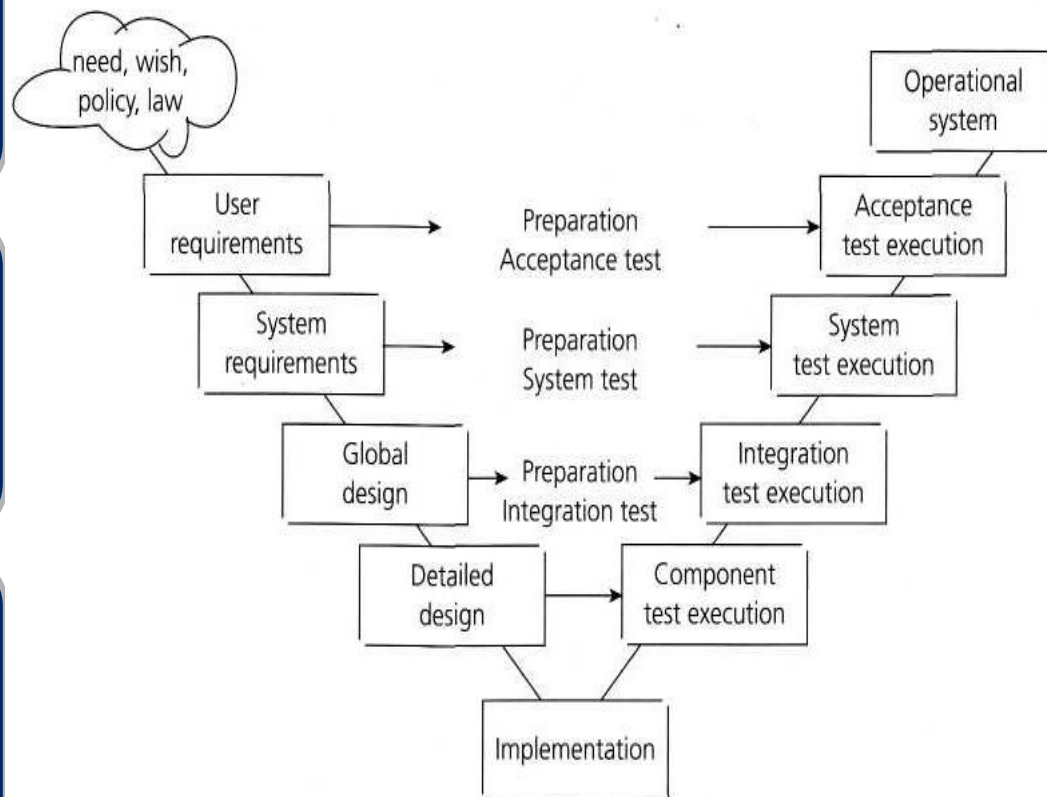 need, wish,
policy, law
Operational
system
User
requirements
Preparation
Acceptance test
Acceptance
test execution
System
requirements
Preparation
System test
System
test execution
Global
design
Preparation
Integration test
Integration
test execution
Detailed
design
Component
test execution
Implementation